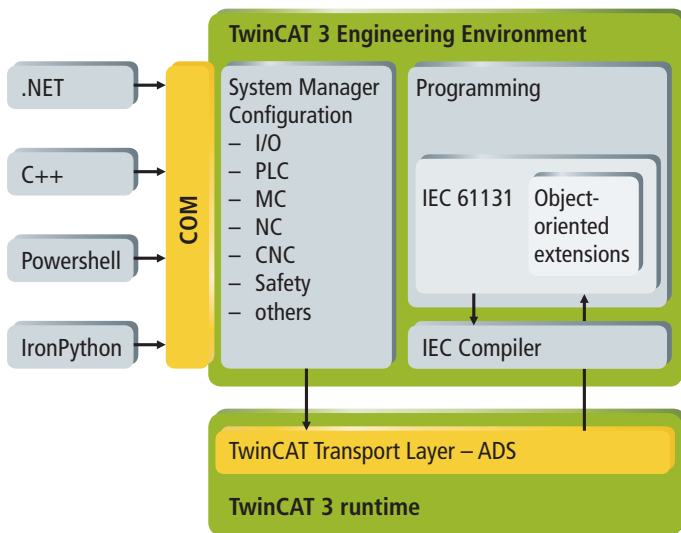 TwinCAT 3 Engineering Environment
.NET
C++
Powershell
IronPython
COM
System Manager
Configuration
– I/O
– PLC
– MC
– NC
– CNC
– Safety
– others
Programming
IEC 61131
Object-
oriented
extensions
IEC Compiler
TwinCAT Transport Layer – ADS
TwinCAT 3 runtime